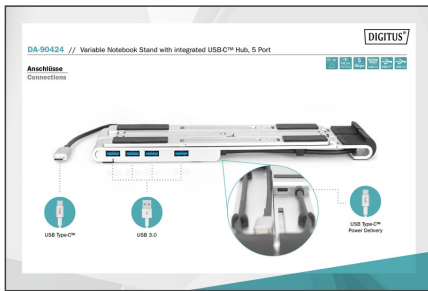 DIGITUS®
DA-90424 // Variable Notebook Stand with integrated USB-C™ Hub, 5 Port
Anschlüsse
Connections
USB Type-C™
USB 3.0
USB Type-C™
Power Delivery